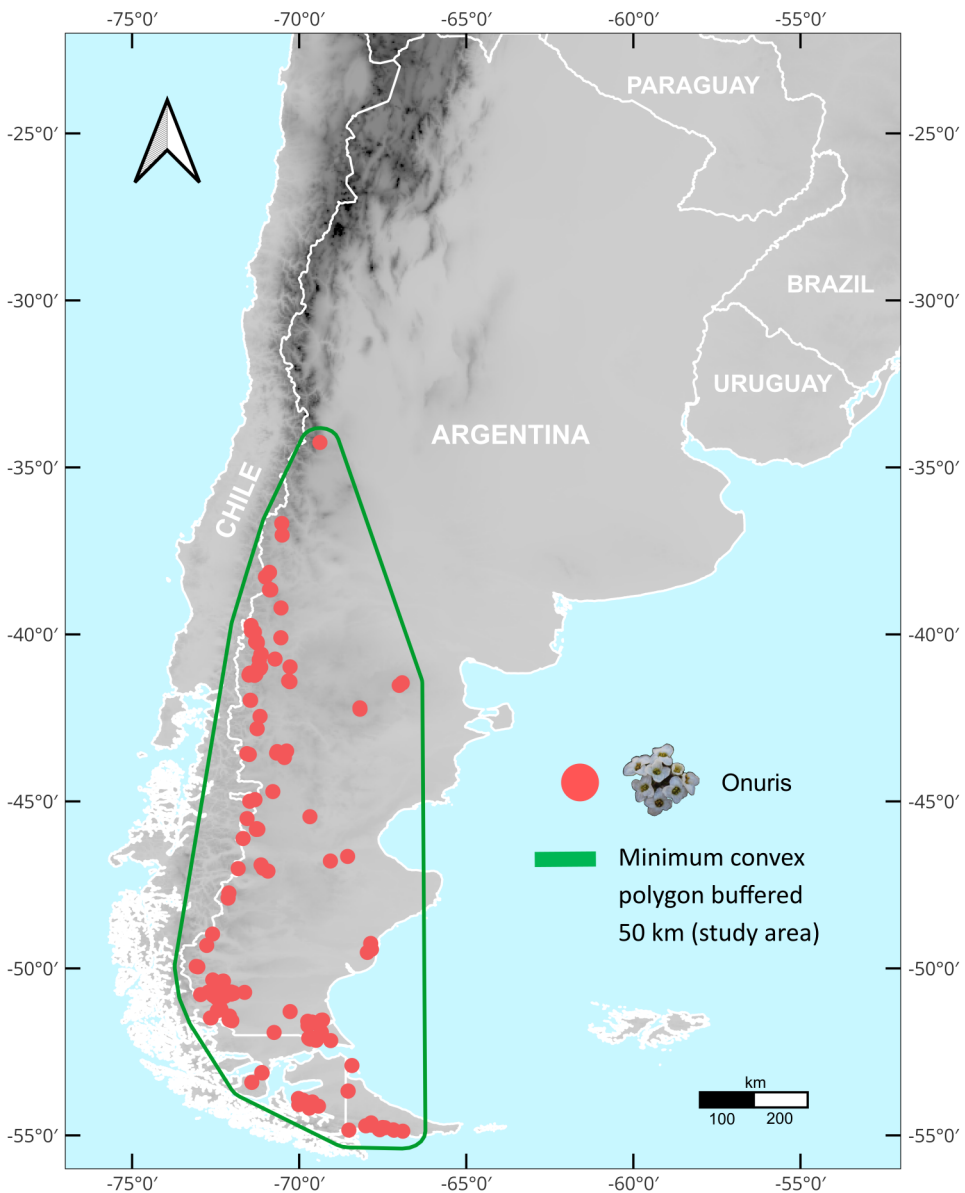 -75°0′ -70°0′ -65°0′ -60°0′ -55°0′
PARAGUAY
-25°0′ -25°0′
BRAZIL
-30°0′ -30°0′
URUGUAY
ARGENTINA
-35°0′ -35°0′
CHILE
-40°0′ -40°0′
Onuris
-45°0′ -45°0′
Minimum convex
polygon buffered
50 km (study area)
-50°0′ -50°0′
km
100 200
-55°0′ -55°0′
-75°0′ -70°0′ -65°0′ -60°0′ -55°0′